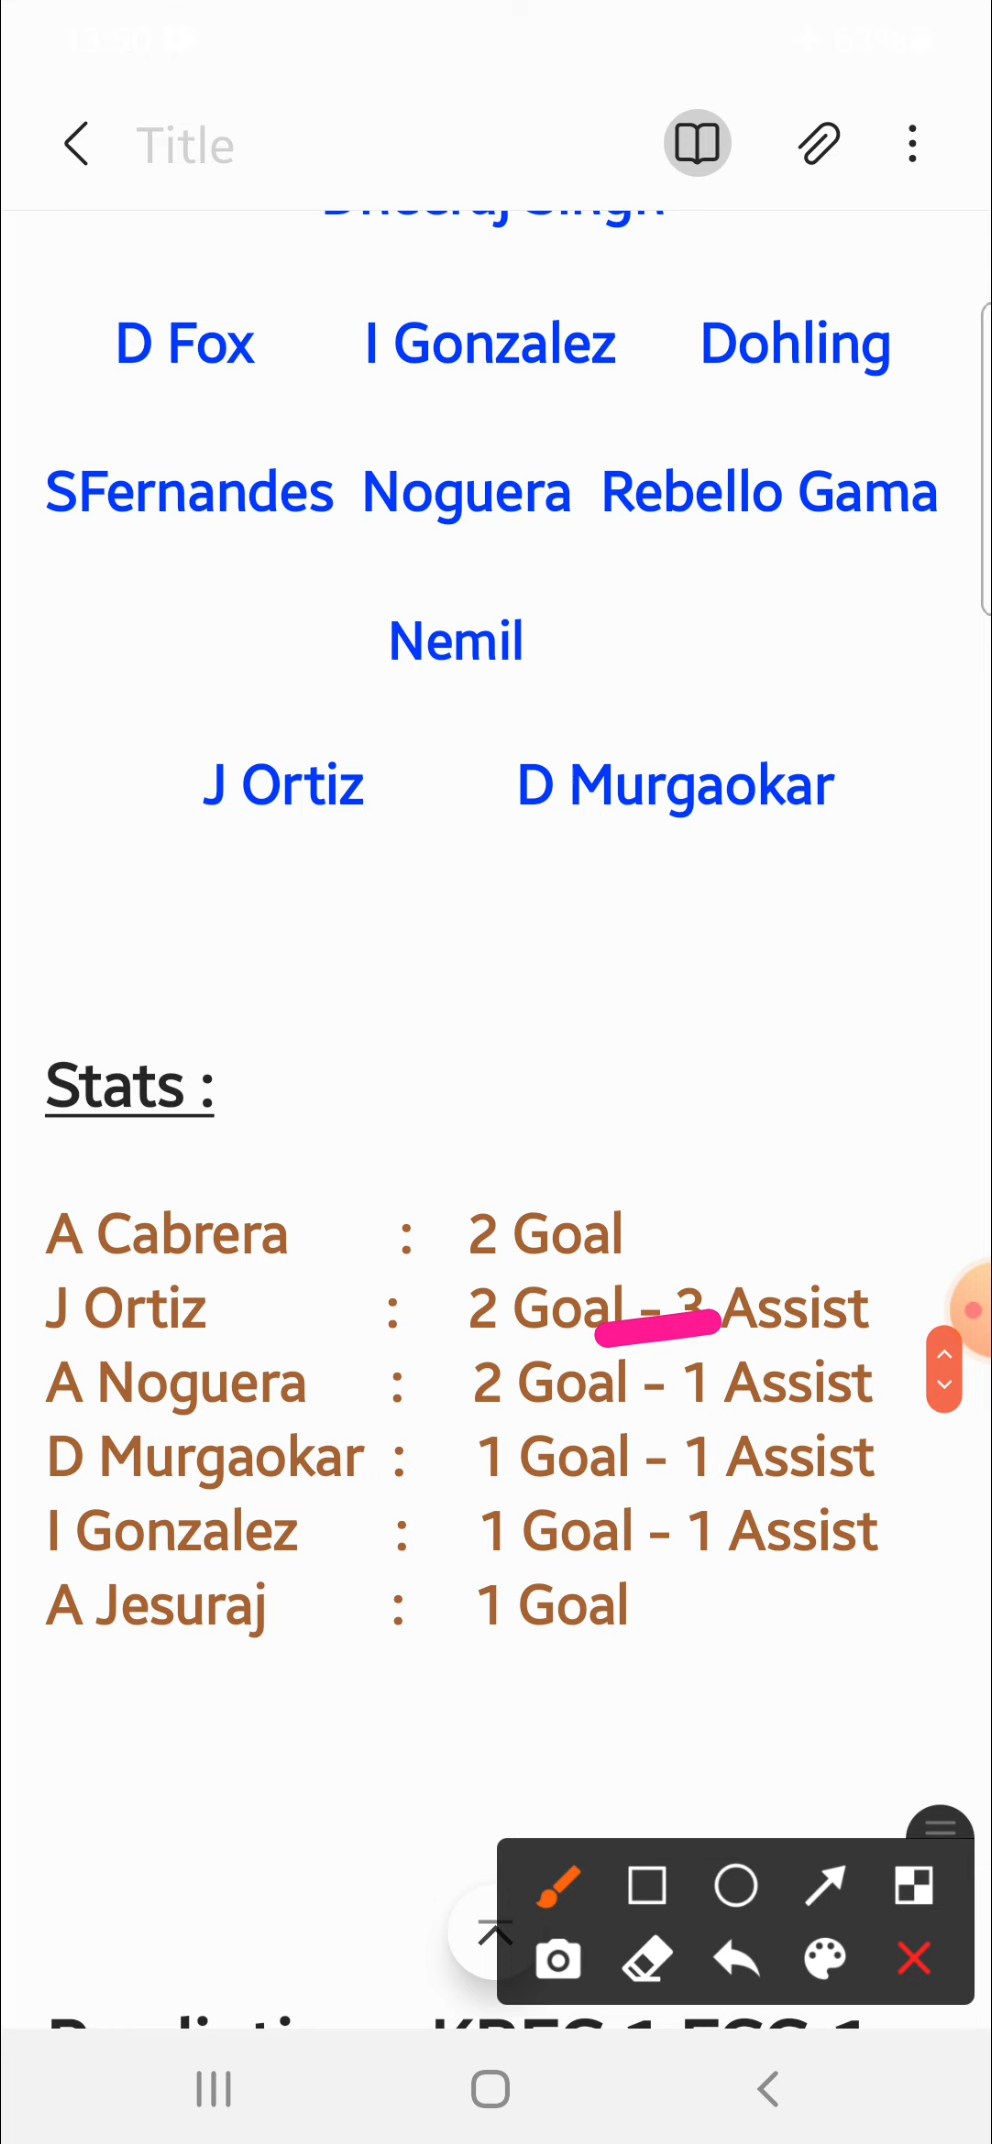 Title
D Fox I Gonzalez Dohling
SFernandes Noguera Rebello Gama
Nemil
J Ortiz D Murgaokar
Stats :
A Cabrera : 2 Goal
J Ortiz : 2 Goal - 3 Assist
A Noguera : 2 Goal - 1 Assist
D Murgaokar : 1 Goal - 1 Assist
I Gonzalez : 1 Goal - 1 Assist
A Jesuraj : 1 Goal